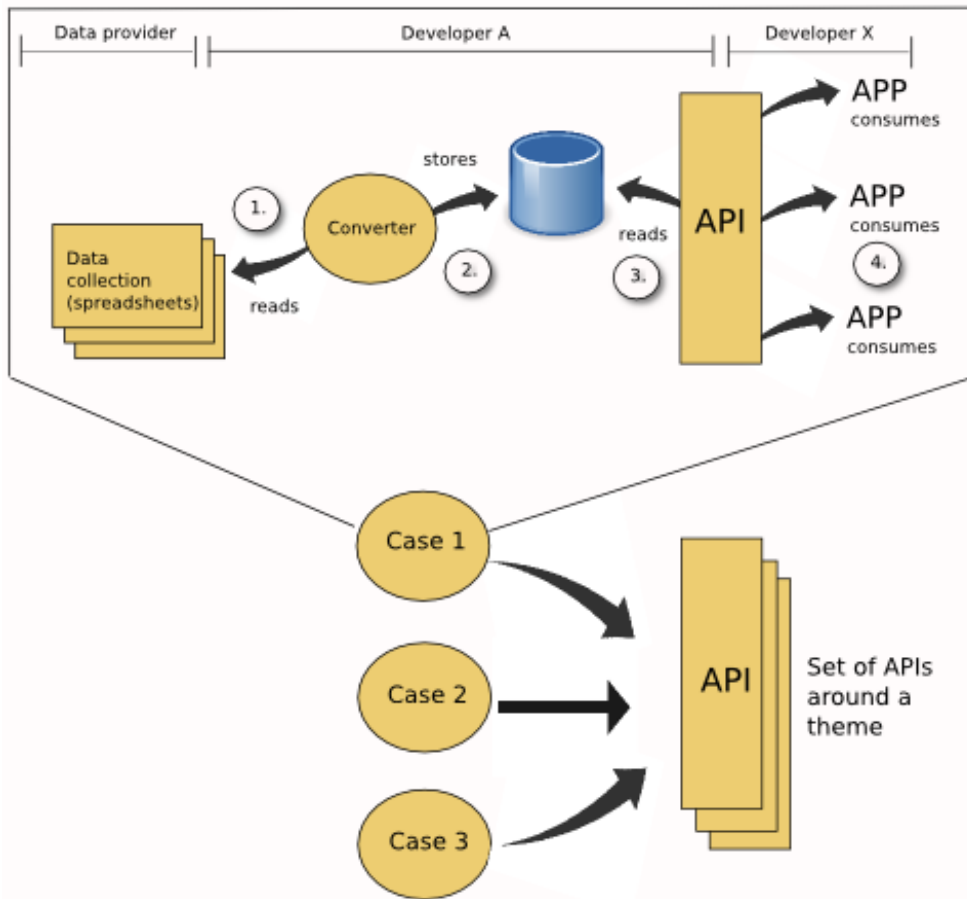 Data provider
Developer A
Developer X
APP
consumes
stores
1.
Converter
APP
consumes
API
reads
Data
collection
(spreadsheets)
2.
3.
4.
reads
APP
consumes
Case 1
Case 2
API
Set of APIs
around a
theme
Case 3